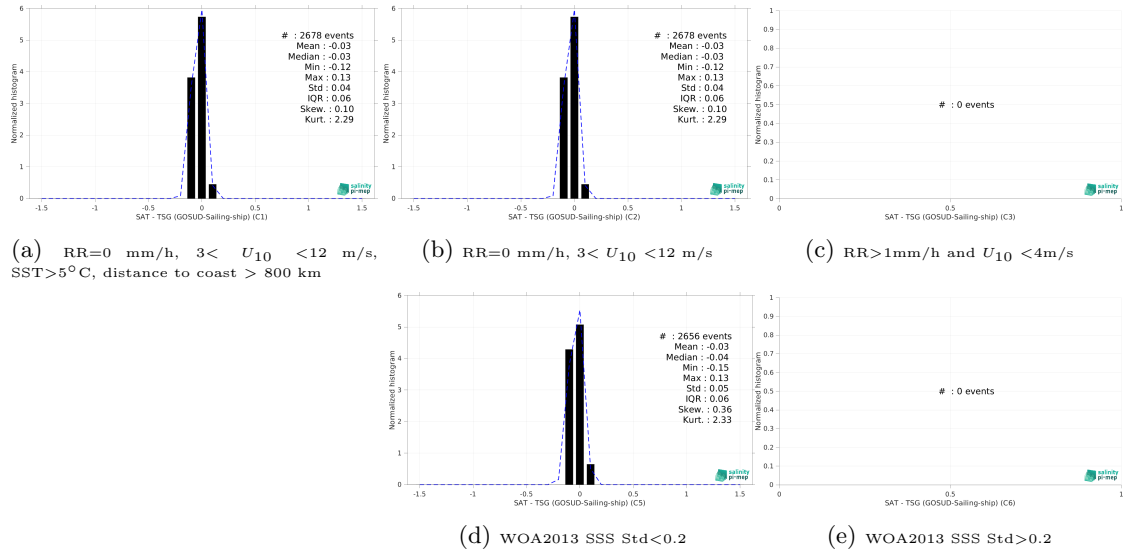 6
5
4
3
2
1
0
Normalized histogram
# : 2678 events
Mean : -0.03
Median : -0.03
Min : -0.12
Max : 0.13
Std : 0.04
IQR : 0.06
Skew. : 0.10
Kurt. : 2.29
salinity
pi-mep
-1.5 -1 -0.5 0 0.5 1 1.5
SAT - TSG (GOSUD-Sailing-ship) (C1)
(a) RR=0 mm/h, 3< U10 <12 m/s,
SST>5°C, distance to coast > 800 km
6
5
4
3
2
1
0
Normalized histogram
# : 2678 events
Mean : -0.03
Median : -0.03
Min : -0.12
Max : 0.13
Std : 0.04
IQR : 0.06
Skew. : 0.10
Kurt. : 2.29
salinity
pi-mep
-1.5 -1 -0.5 0 0.5 1 1.5
SAT - TSG (GOSUD-Sailing-ship) (C2)
(b) RR=0 mm/h, 3< U10 <12 m/s
1
0.9
0.8
0.7
0.6
0.5
0.4
0.3
0.2
0.1
0
Normalized histogram
# : 0 events
salinity
pi-mep
0 0.5 1
SAT - TSG (GOSUD-Sailing-ship) (C3)
(c) RR>1mm/h and U10 <4m/s
6
5
4
3
2
1
0
Normalized histogram
# : 2656 events
Mean : -0.03
Median : -0.04
Min : -0.15
Max : 0.13
Std : 0.05
IQR : 0.06
Skew. : 0.36
Kurt. : 2.33
salinity
pi-mep
-1.5 -1 -0.5 0 0.5 1 1.5
SAT - TSG (GOSUD-Sailing-ship) (C5)
(d) WOA2013 SSS Std<0.2
1
0.9
0.8
0.7
0.6
0.5
0.4
0.3
0.2
0.1
0
Normalized histogram
# : 0 events
salinity
pi-mep
0 0.5 1
SAT - TSG (GOSUD-Sailing-ship) (C6)
(e) WOA2013 SSS Std>0.2